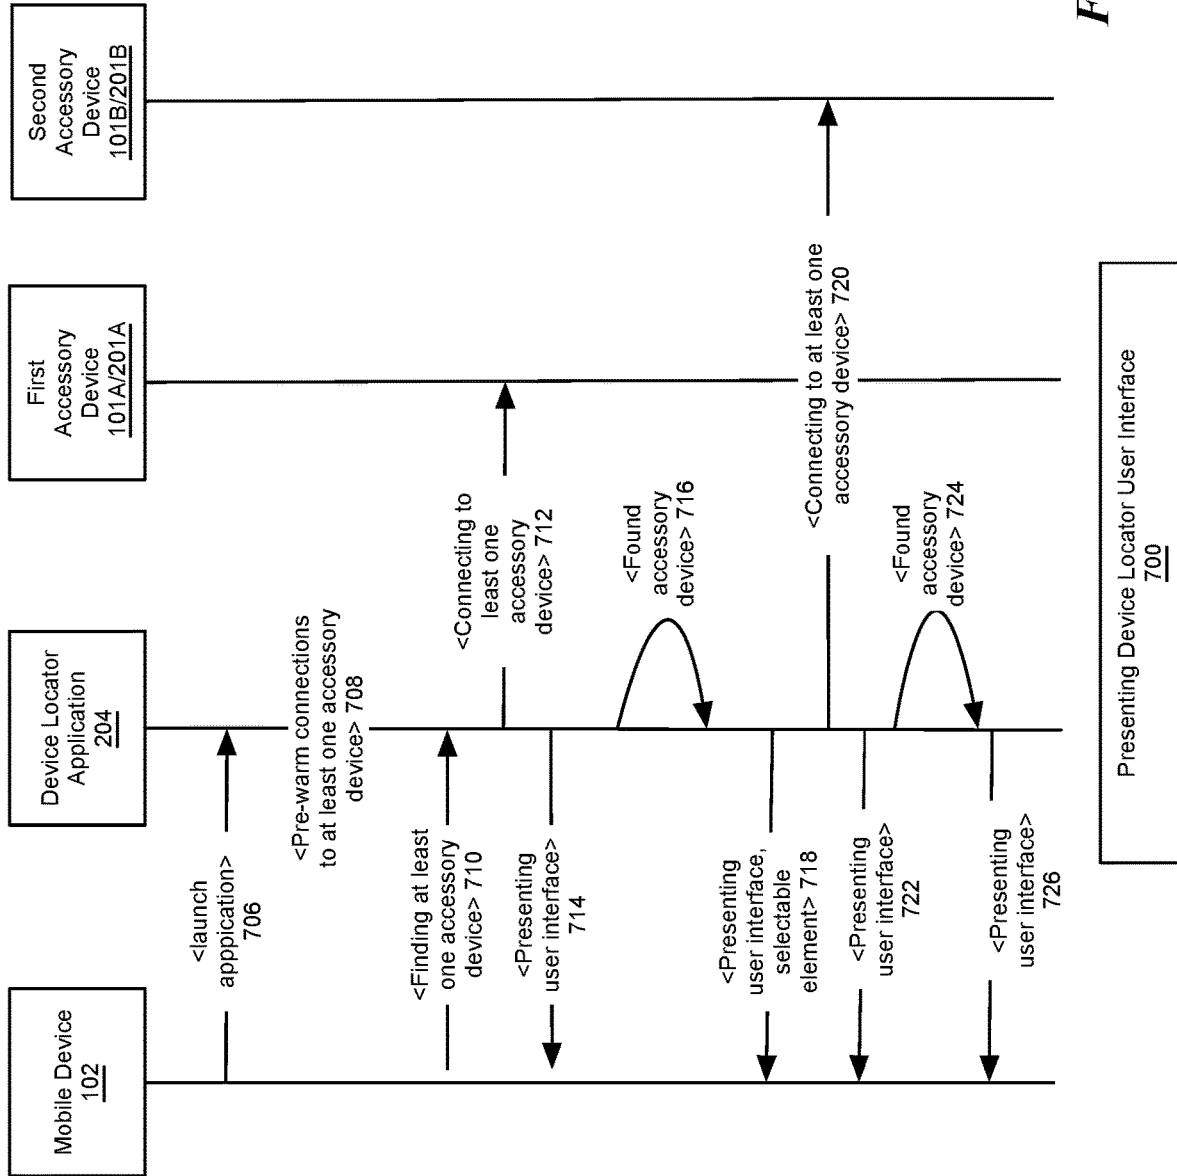 Mobile Device
102
Device Locator
Application
204
First
Accessory
Device
101A/201A
Second
Accessory
Device
101B/201B
<launch
apppication>
706
<Pre-warm connections
to at least one accessory
device> 708
<Finding at least
one accessory
device> 710
<Connecting to
least one
accessory
device> 712
<Presenting
user interface>
714
<Found
accessory
device> 716
<Presenting
user interface,
selectable
element> 718
<Connecting to at least one
accessory device> 720
<Presenting
user interface>
722
<Found
accessory
device> 724
<Presenting
user interface>
726
Presenting Device Locator User Interface
700
F